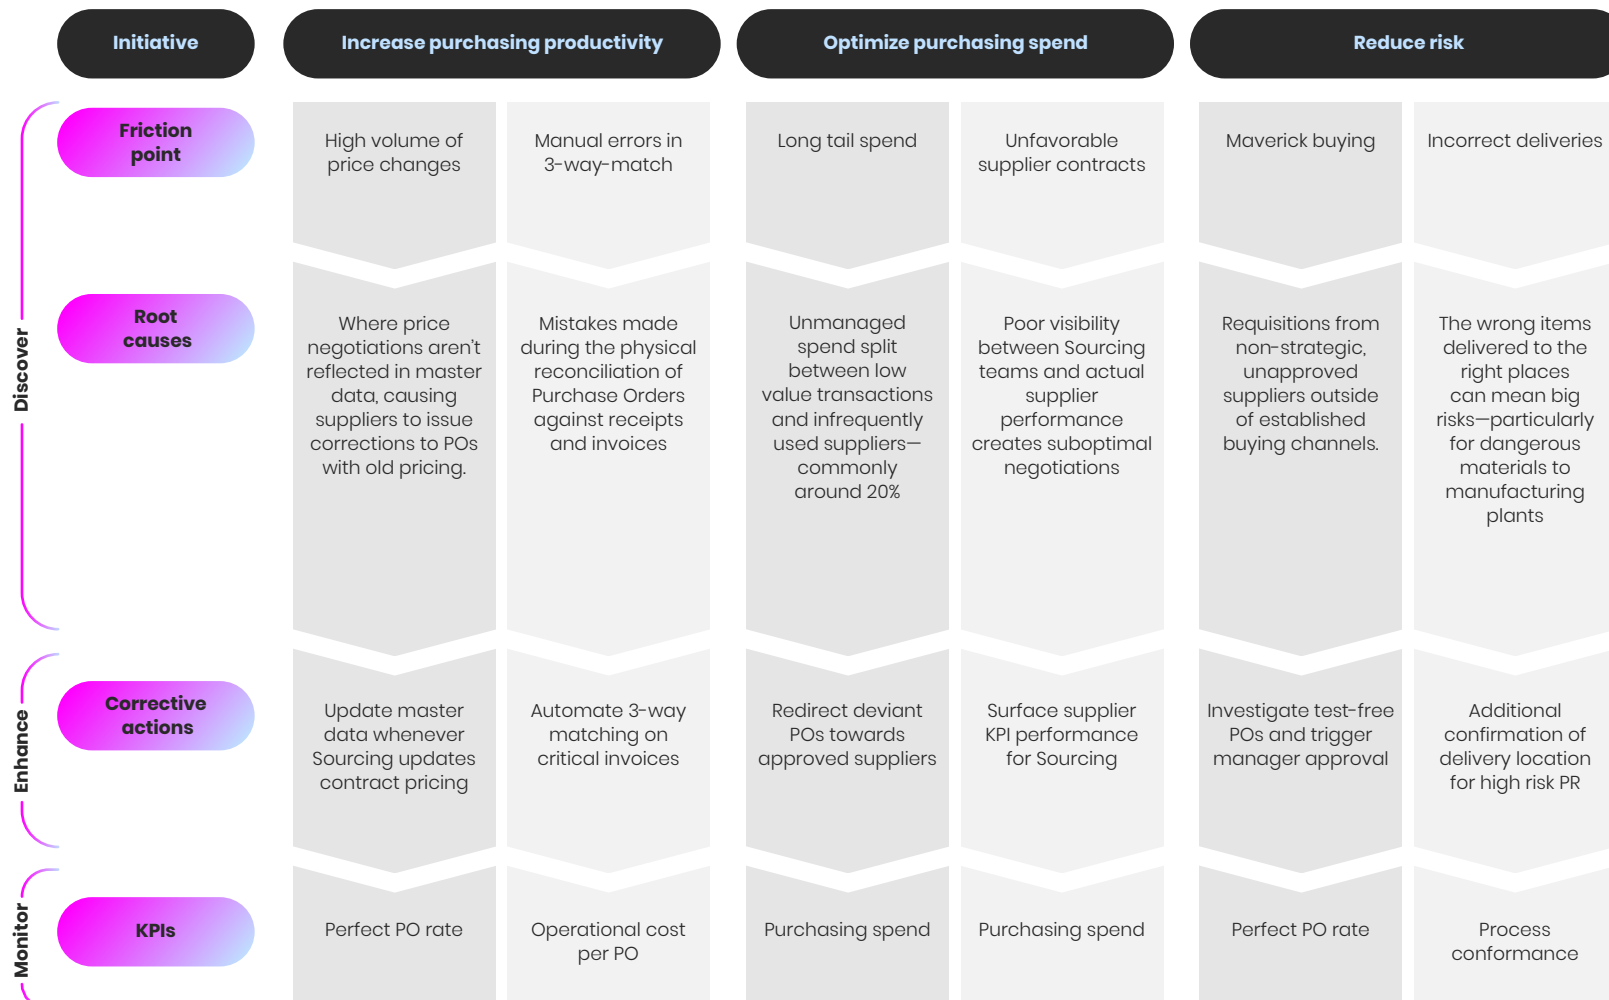 Initiative
Increase purchasing productivity
Optimize purchasing spend
Reduce risk
Discover
Friction
point
High volume of
price changes
Manual errors in
3-way-match
Long tail spend
Unfavorable
supplier contracts
Maverick buying
Incorrect deliveries
Root
causes
Where price
negotiations aren't
reflected in master
data, causing
suppliers to issue
corrections to POs
with old pricing.
Mistakes made
during the physical
reconciliation of
Purchase Orders
against receipts
and invoices
Unmanaged
spend split
between low
value transactions
and infrequently
used suppliers—
commonly
around 20%
Poor visibility
between Sourcing
teams and actual
supplier
performance
creates suboptimal
negotiations
Requisitions from
non-strategic,
unapproved
suppliers outside
of established
buying channels.
The wrong items
delivered to the
right places
can mean big
risks—particularly
for dangerous
materials to
manufacturing
plants
Enhance
Corrective
actions
Update master
data whenever
Sourcing updates
contract pricing
Automate 3-way
matching on
critical invoices
Redirect deviant
POs towards
approved suppliers
Surface supplier
KPI performance
for Sourcing
Investigate test-free
POs and trigger
manager approval
Additional
confirmation of
delivery location
for high risk PR
Monitor
KPIs
Perfect PO rate
Operational cost
per PO
Purchasing spend
Purchasing spend
Perfect PO rate
Process
conformance